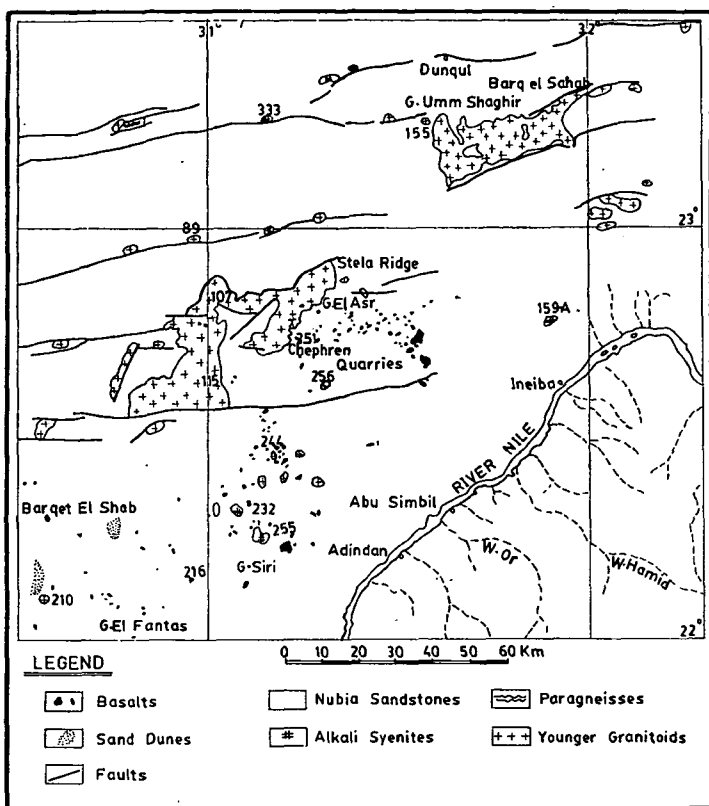 31°
32°
Dunqul
Barq el Sahab
G. Umm Shaghir
333
155
89
23°
Stela Ridge
107
G.El Asr
159A
251
Chephren
Quarries
115
256
Ineiba
RIVER NILE
244
Barqet El Shab
Abu Simbil
232
255
Adindan
W.Or
W.Hamid
G.Siri
216
210
G.El Fantas
22°
LEGEND
0 10 20 30 40 50 60 Km
Basalts
Nubia Sandstones
Paragneisses
Sand Dunes
Alkali Syenites
Younger Granitoids
Faults